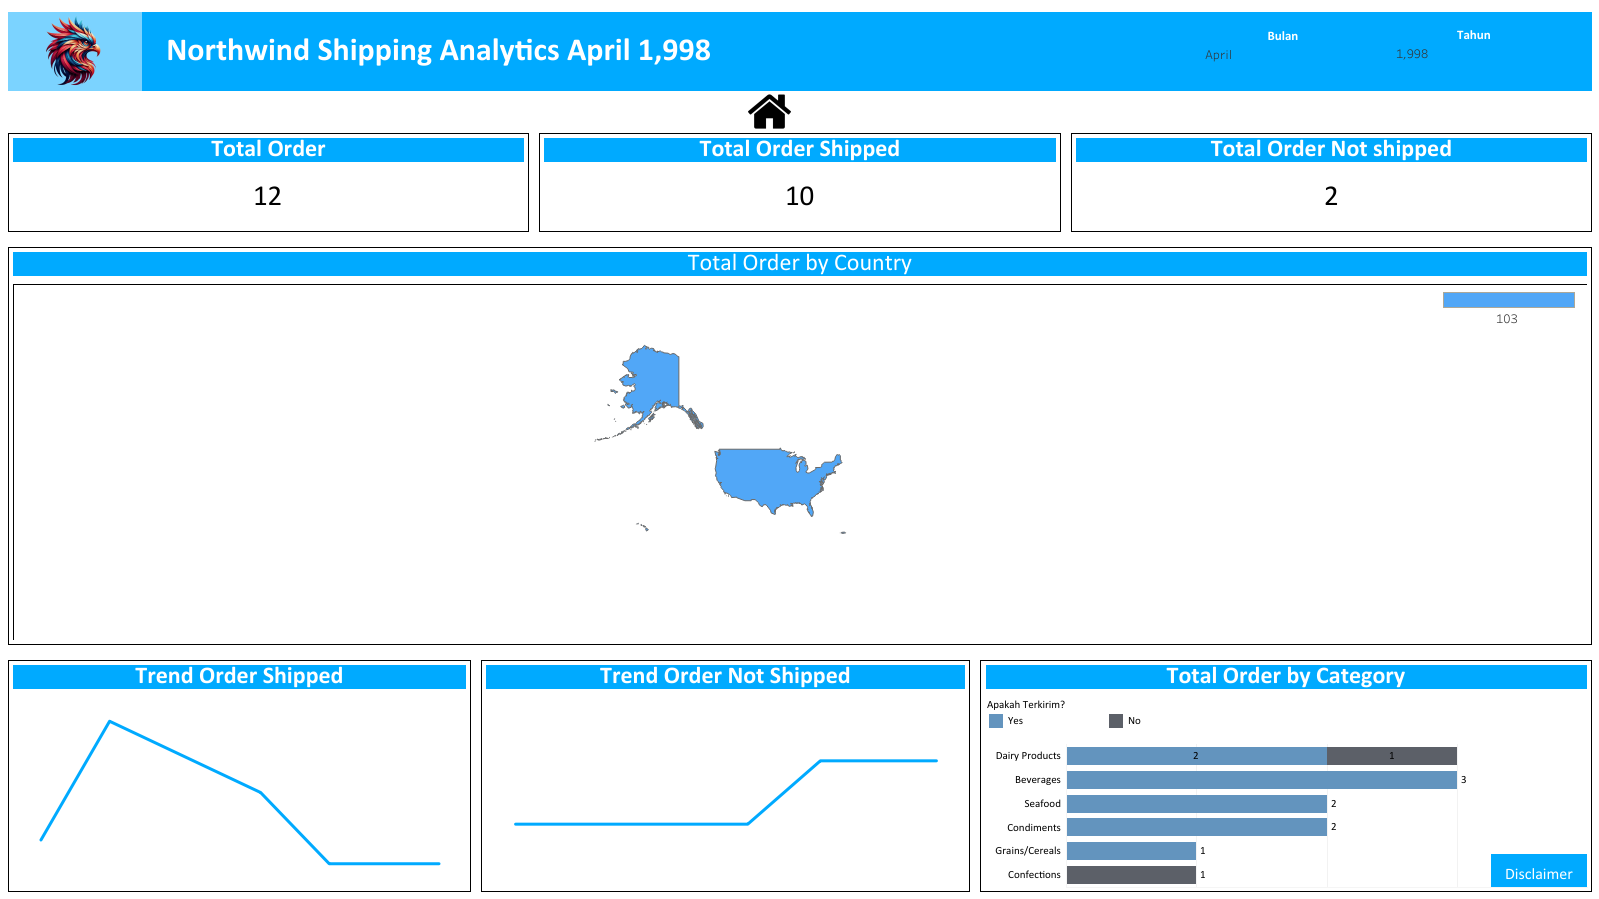 Northwind Shipping Analytics April 1,998
Bulan
Tahun
April
1,998
Total Order
Total Order Shipped
Total Order Not shipped
12
10
2
Total Order by Country
103
Trend Order Shipped
Trend Order Not Shipped
Total Order by Category
Apakah Terkirim?
Yes
No
Dairy Products
2
1
Beverages
3
Seafood
2
Condiments
2
Grains/Cereals
1
Confections
1
Disclaimer